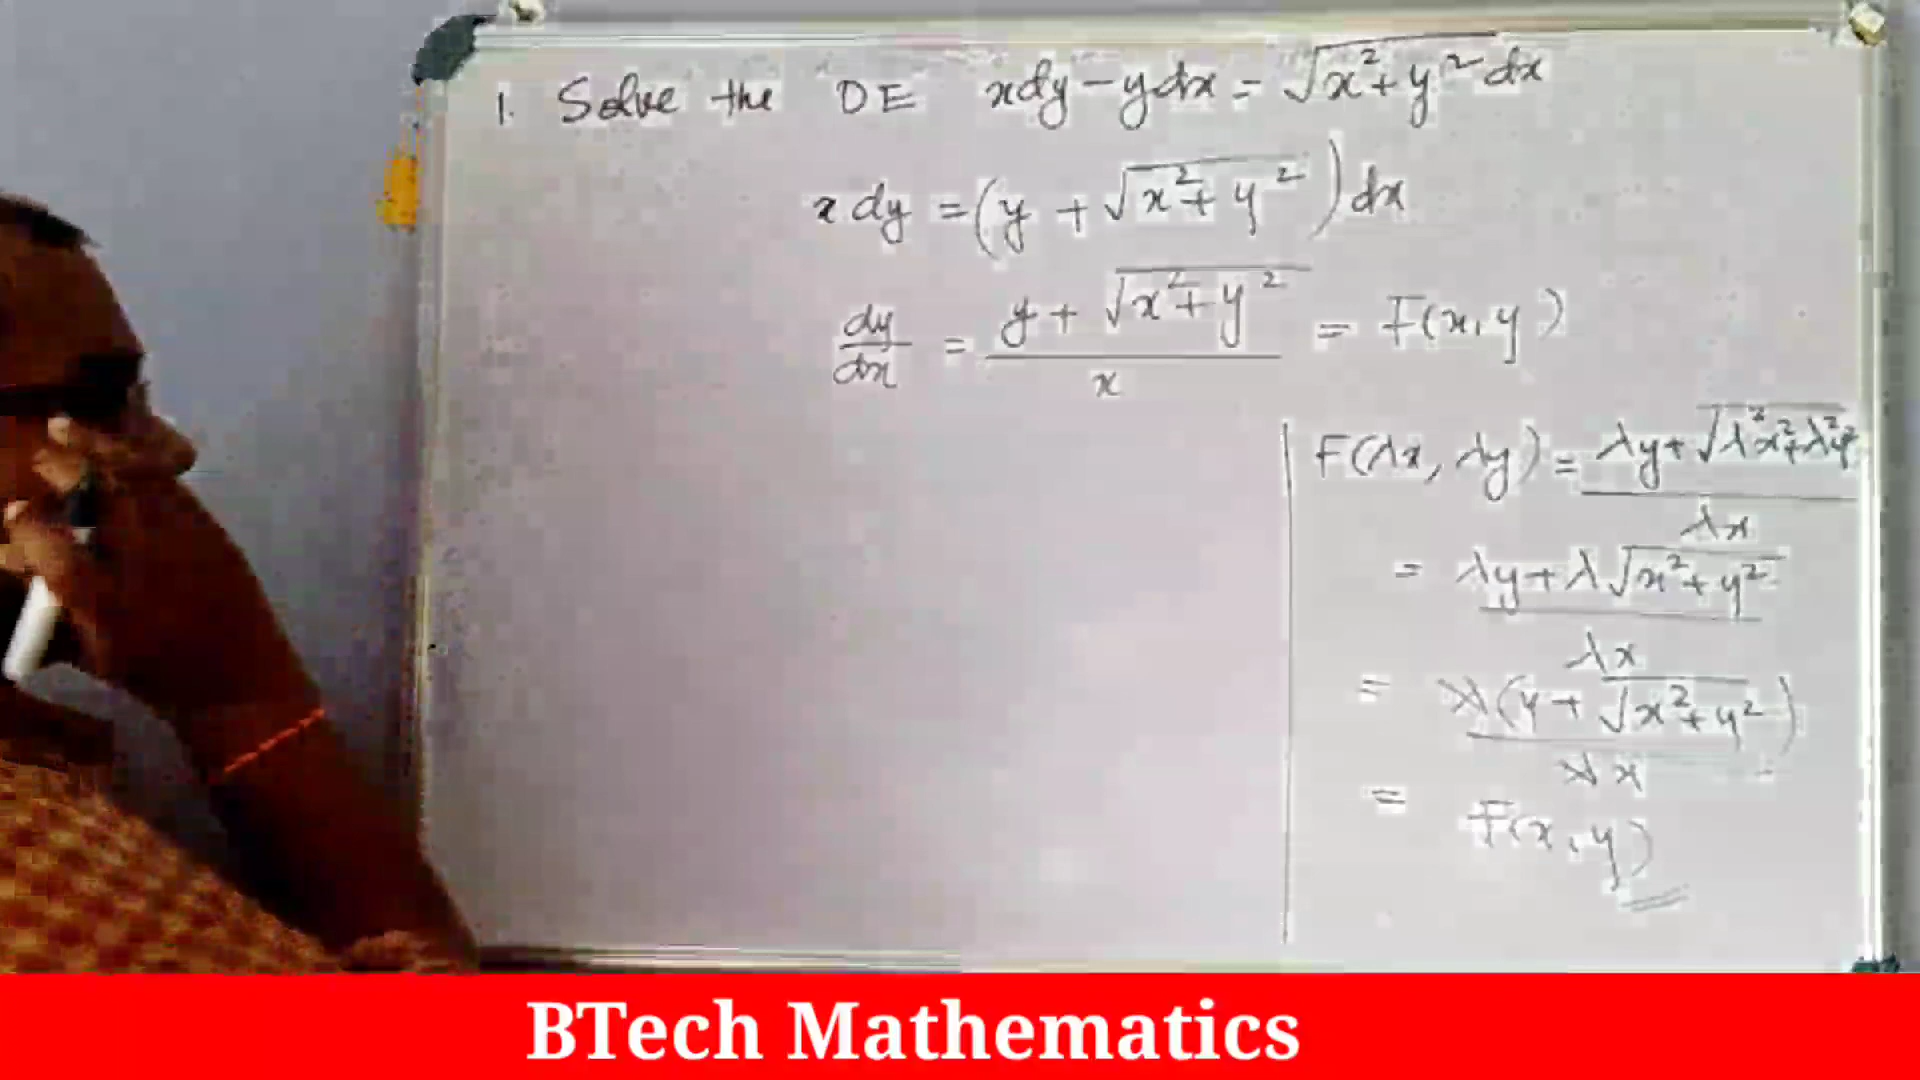 1. Solve the DE xdy - ydx = √x²+y² dx
x dy = (y + √x²+y²) dx
dy/dx = y + √x²+y² / x = F(x, y)
F(λx, λy) = λy + √λ²x²+λ²y² / λx
= λy + λ√x²+y² / λx
= λ(y + √x²+y²) / λx
= F(x, y)
BTech Mathematics